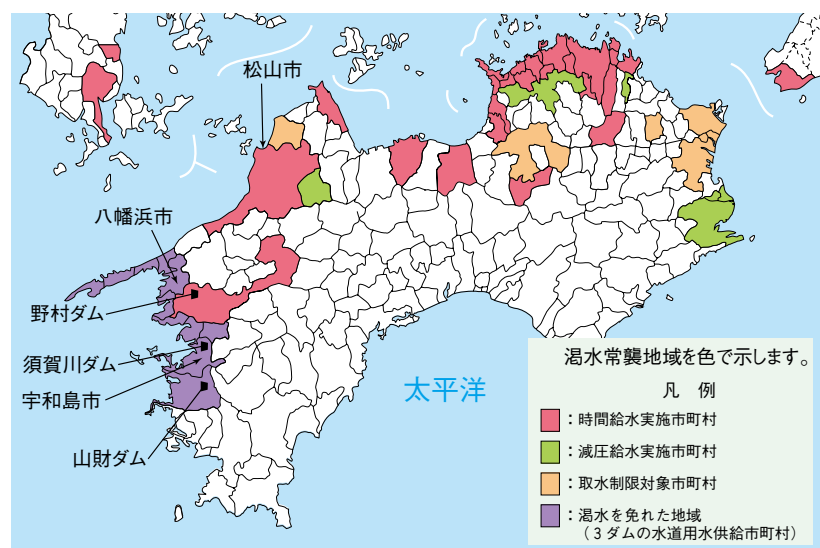 松山市
八幡浜市
野村ダム
須賀川ダム
宇和島市
山財ダム
太平洋
渇水常襲地域を色で示します。
凡 例
：時間給水実施市町村
：減圧給水実施市町村
：取水制限対象市町村
：渇水を免れた地域
（３ダムの水道用水供給市町村）